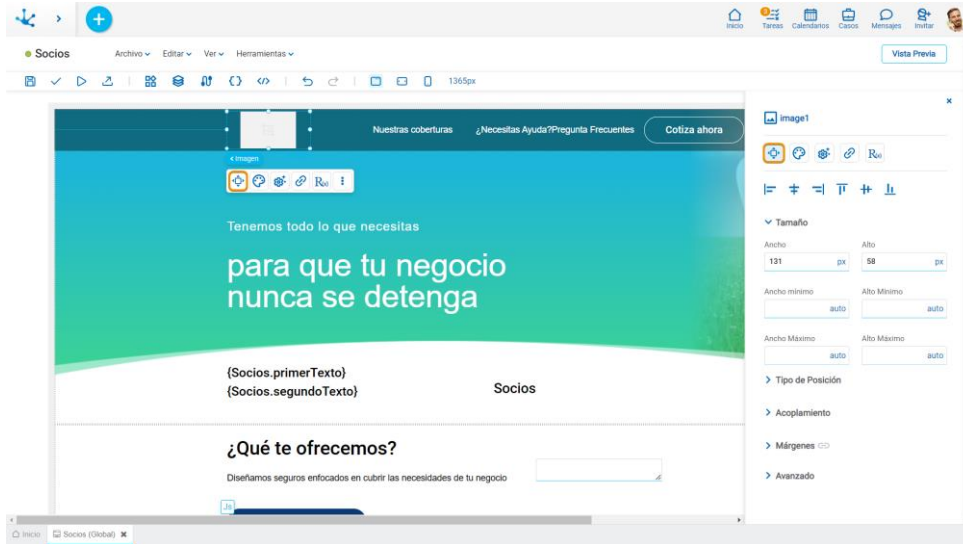 Inicio
Tareas
Calendarios
Casos
Mensajes
Invitar
Socios
Archivo
Editar
Ver
Herramientas
Vista Previa
1365px
Nuestras coberturas
¿Necesitas Ayuda?Pregunta Frecuentes
Cotiza ahora
Imagen
Tenemos todo lo que necesitas
para que tu negocio
nunca se detenga
{Socios.primerTexto}
{Socios.segundoTexto}
Socios
¿Qué te ofrecemos?
Diseñamos seguros enfocados en cubrir las necesidades de tu negocio
Js
image1
Tamaño
Ancho
Alto
131 px
58 px
Ancho mínimo
Alto Mínimo
auto
auto
Ancho Máximo
Alto Máximo
auto
auto
Tipo de Posición
Acoplamiento
Márgenes
Avanzado
Inicio
Socios (Global)